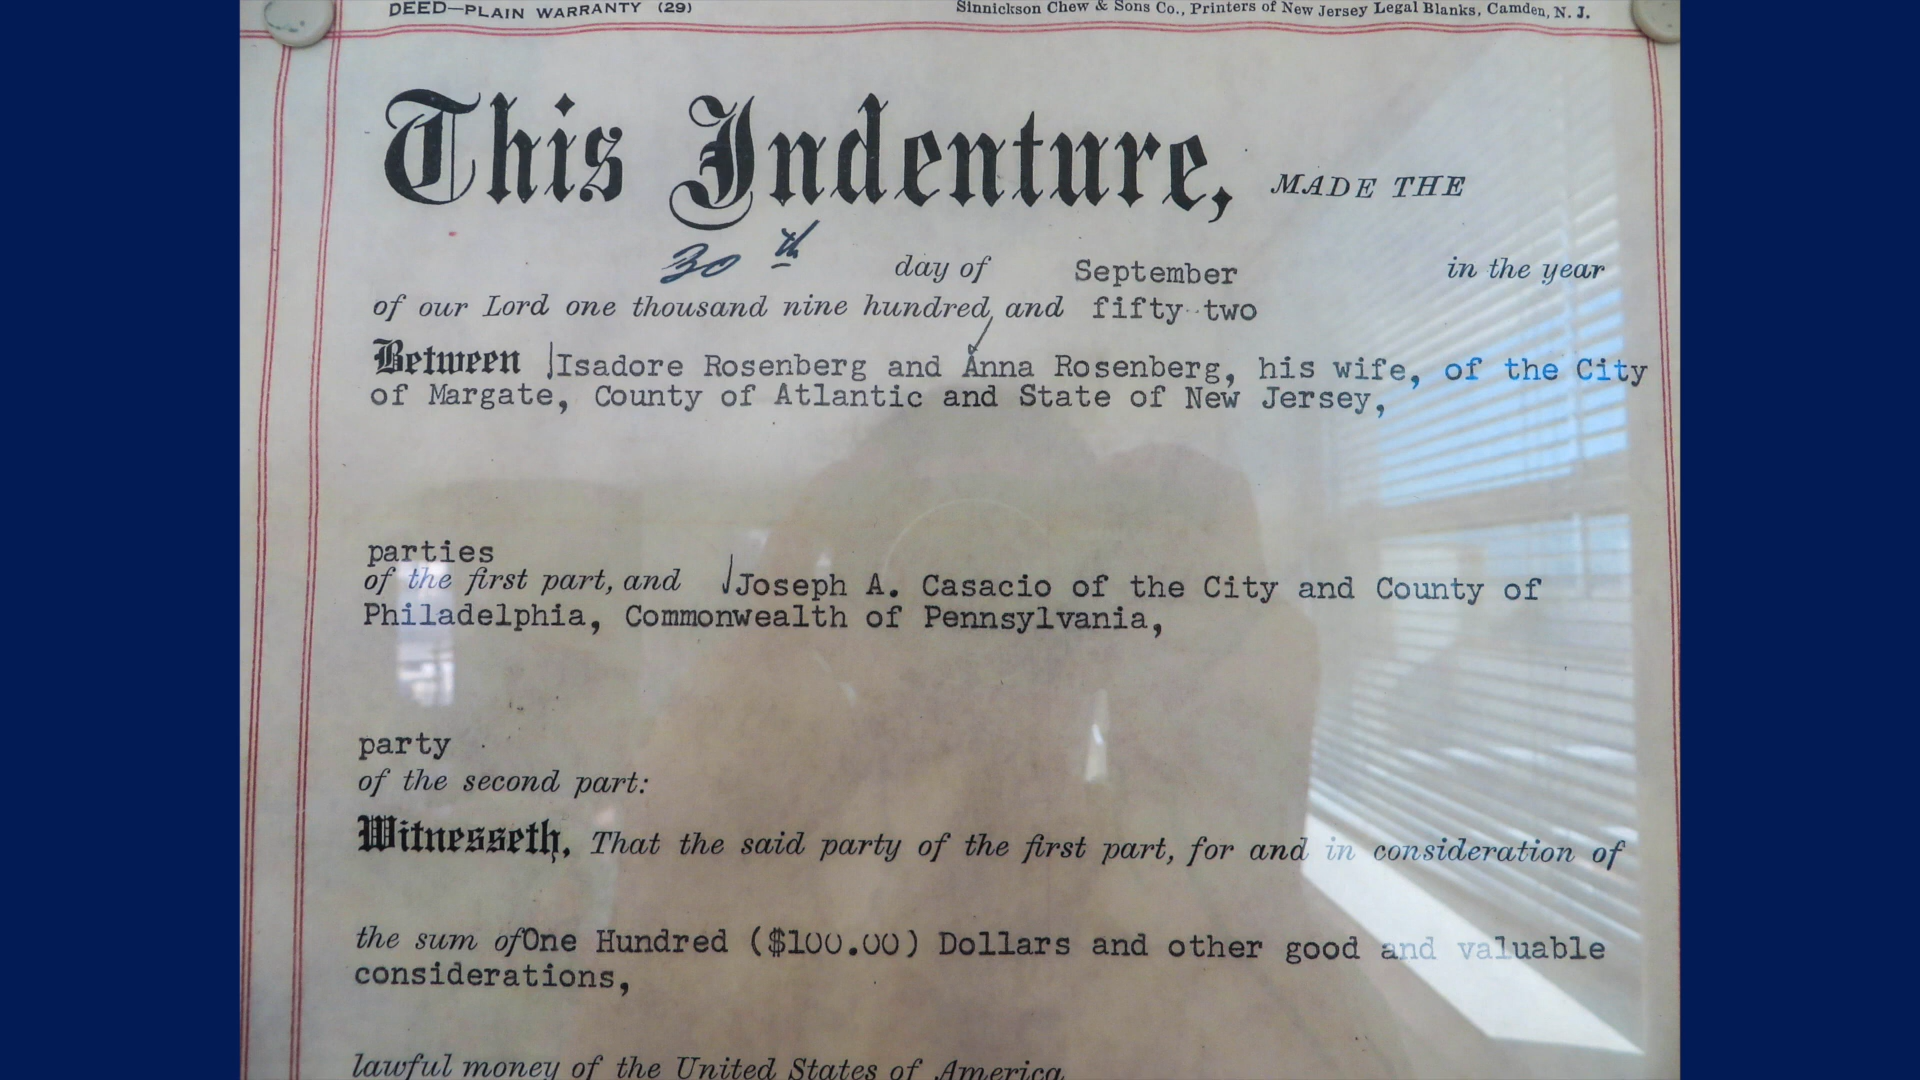 DEED—PLAIN WARRANTY (29) Sinnickson Chew & Sons Co., Printers of New Jersey Legal Blanks, Camden, N. J.
This Indenture, MADE THE
30th day of September in the year
of our Lord one thousand nine hundred and fifty-two
Between Isadore Rosenberg and Anna Rosenberg, his wife, of the City
of Margate, County of Atlantic and State of New Jersey,
parties
of the first part, and Joseph A. Casacio of the City and County of
Philadelphia, Commonwealth of Pennsylvania,
party
of the second part:
Witnesseth, That the said party of the first part, for and in consideration of
the sum of One Hundred ($100.00) Dollars and other good and valuable
considerations,
lawful money of the United States of America